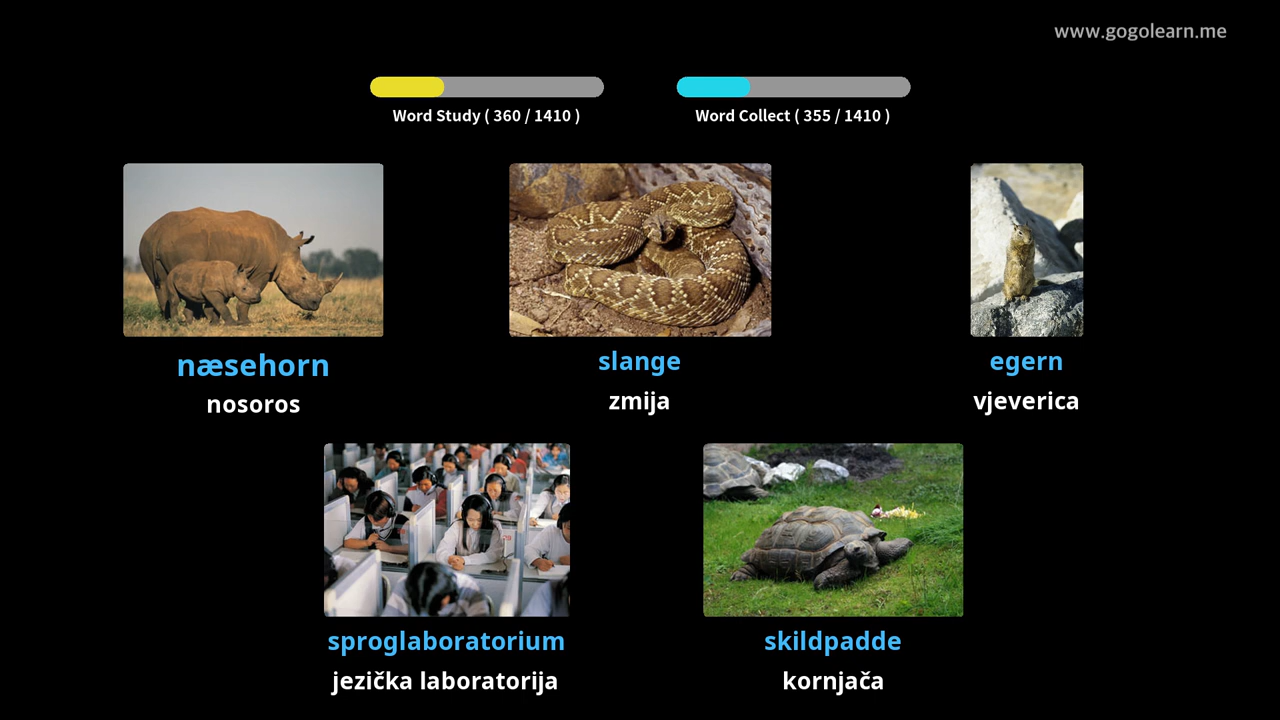 www.gogolearn.me
Word Study ( 360 / 1410 )
Word Collect ( 355 / 1410 )
næsehorn
nosoros
slange
zmija
egern
vjeverica
sproglaboratorium
jezička laboratorija
skildpadde
kornjača